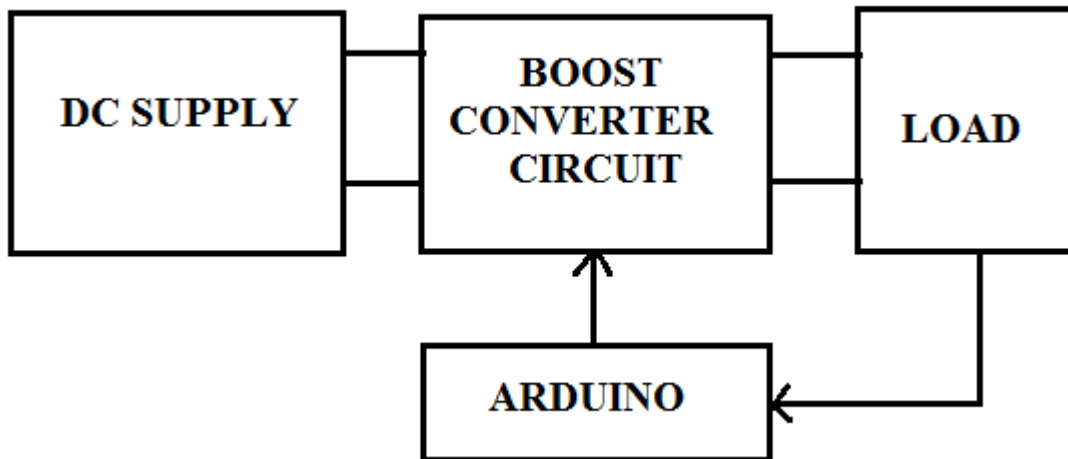 DC SUPPLY
BOOST
CONVERTER
CIRCUIT
LOAD
ARDUINO